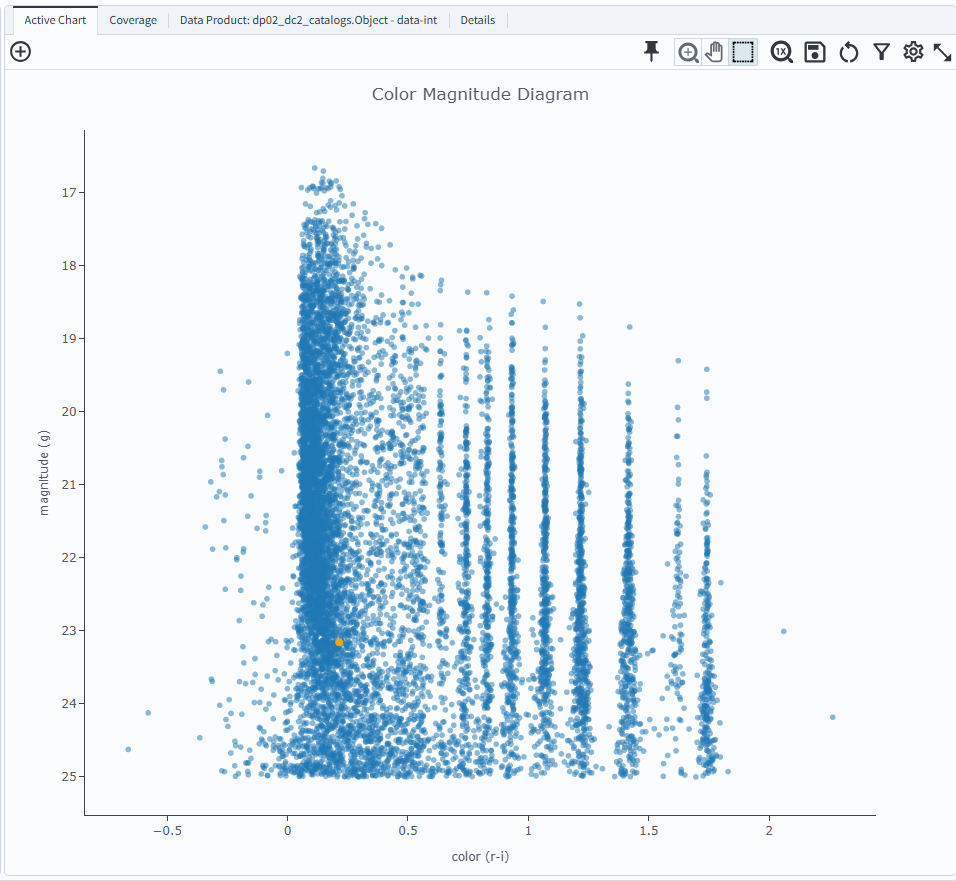 Active Chart Coverage Data Product: dp02_dc2_catalogs.Object - data-int Details
1X
Color Magnitude Diagram
17
18
19
20
21
22
23
24
25
magnitude (g)
−0.5 0 0.5 1 1.5 2
color (r-i)